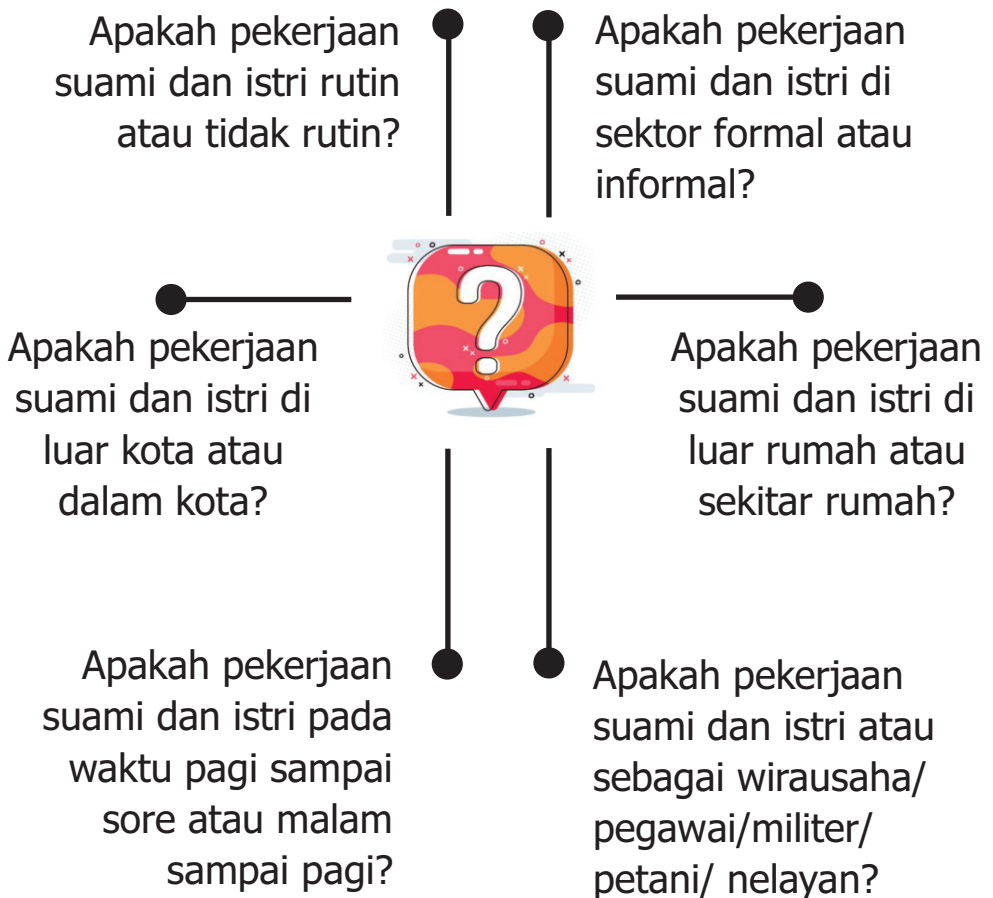 Apakah pekerjaan
suami dan istri rutin
atau tidak rutin?
Apakah pekerjaan
suami dan istri di
sektor formal atau
informal?
Apakah pekerjaan
suami dan istri di
luar kota atau
dalam kota?
Apakah pekerjaan
suami dan istri di
luar rumah atau
sekitar rumah?
Apakah pekerjaan
suami dan istri pada
waktu pagi sampai
sore atau malam
sampai pagi?
Apakah pekerjaan
suami dan istri atau
sebagai wirausaha/
pegawai/militer/
petani/ nelayan?